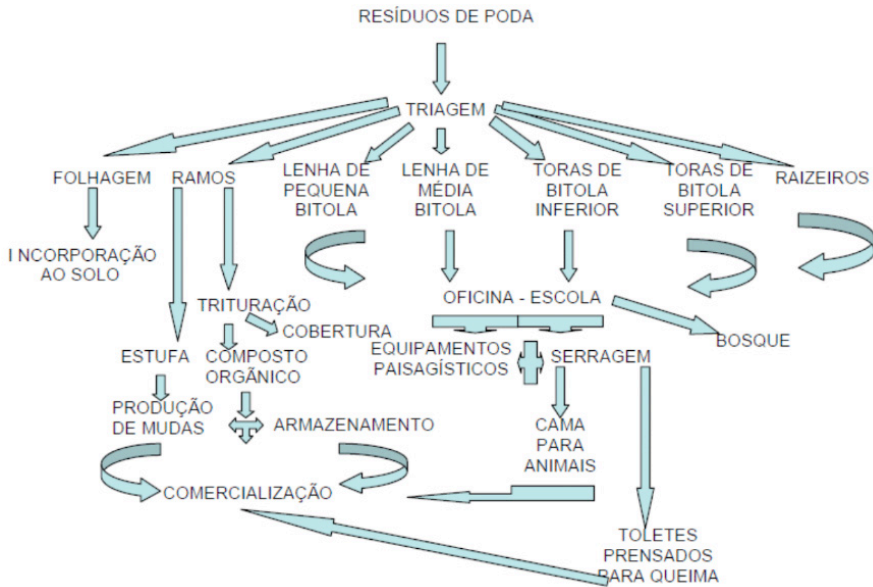 RESÍDUOS DE PODA
TRIAGEM
FOLHAGEM
RAMOS
LENHA DE
PEQUENA
BITOLA
LENHA DE
MÉDIA
BITOLA
TORAS DE
BITOLA
INFERIOR
TORAS DE
BITOLA
SUPERIOR
RAIZEIROS
I NCORPORAÇÃO
AO SOLO
TRITURAÇÃO
COBERTURA
OFICINA - ESCOLA
BOSQUE
ESTUFA
COMPOSTO
ORGÂNICO
EQUIPAMENTOS
PAISAGÍSTICOS
SERRAGEM
PRODUÇÃO
DE MUDAS
ARMAZENAMENTO
CAMA
PARA
ANIMAIS
COMERCIALIZAÇÃO
TOLETES
PRENSADOS
PARA QUEIMA